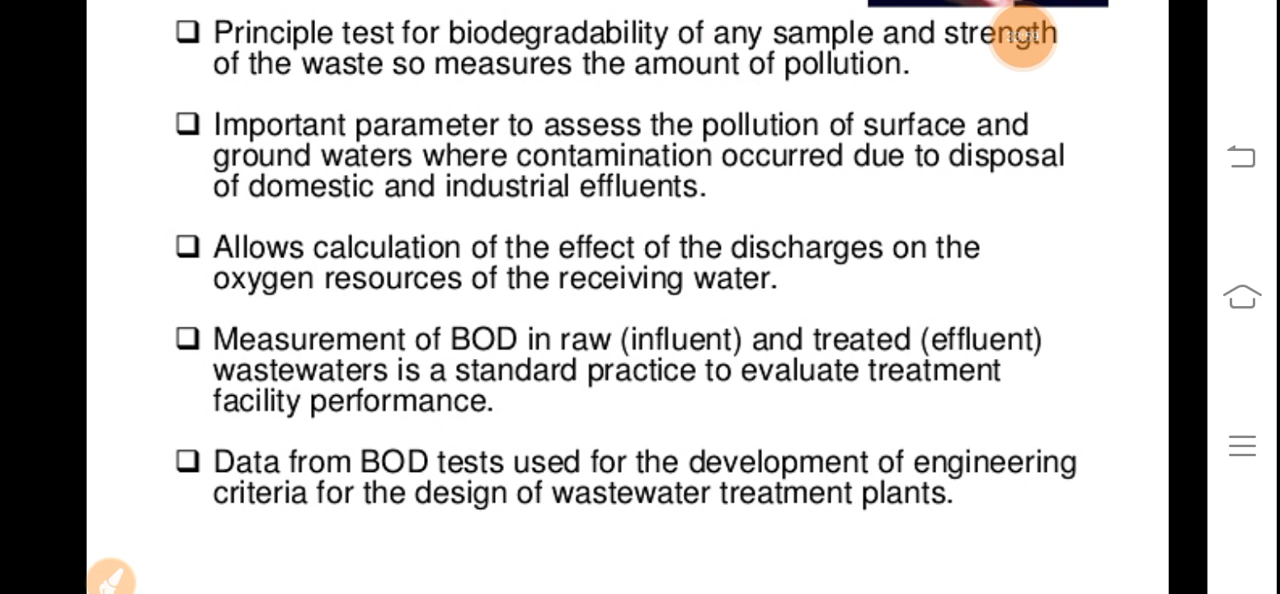 ❑ Principle test for biodegradability of any sample and strength
of the waste so measures the amount of pollution.
❑ Important parameter to assess the pollution of surface and
ground waters where contamination occurred due to disposal
of domestic and industrial effluents.
❑ Allows calculation of the effect of the discharges on the
oxygen resources of the receiving water.
❑ Measurement of BOD in raw (influent) and treated (effluent)
wastewaters is a standard practice to evaluate treatment
facility performance.
❑ Data from BOD tests used for the development of engineering
criteria for the design of wastewater treatment plants.